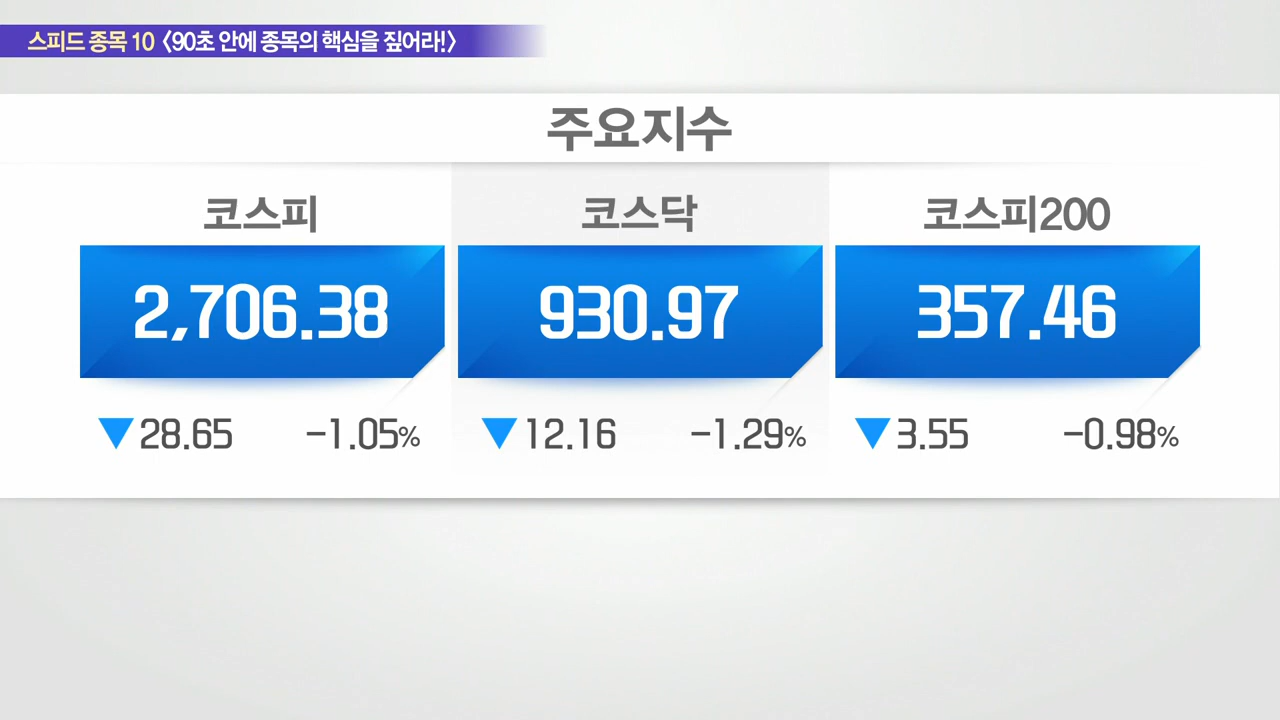 스피드 종목 10 〈90초 안에 종목의 핵심을 짚어라!〉
주요지수
코스피 코스닥 코스피200
2,706.38 930.97 357.46
▼28.65 -1.05% ▼12.16 -1.29% ▼3.55 -0.98%